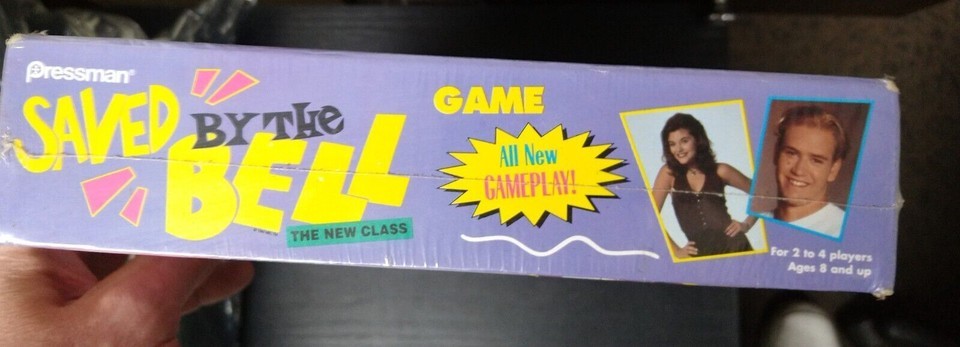 Pressman®
SAVED
BY THE
BELL
THE NEW CLASS
GAME
All New
GAMEPLAY!
For 2 to 4 players
Ages 8 and up